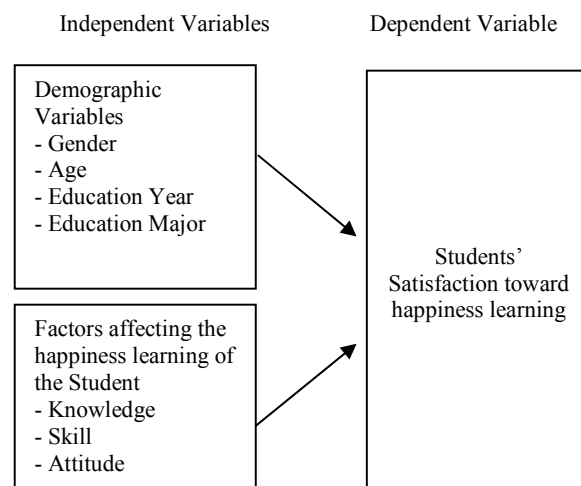 Independent Variables
Dependent Variable
Demographic
Variables
- Gender
- Age
- Education Year
- Education Major
Factors affecting the
happiness learning of
the Student
- Knowledge
- Skill
- Attitude
Students’
Satisfaction toward
happiness learning